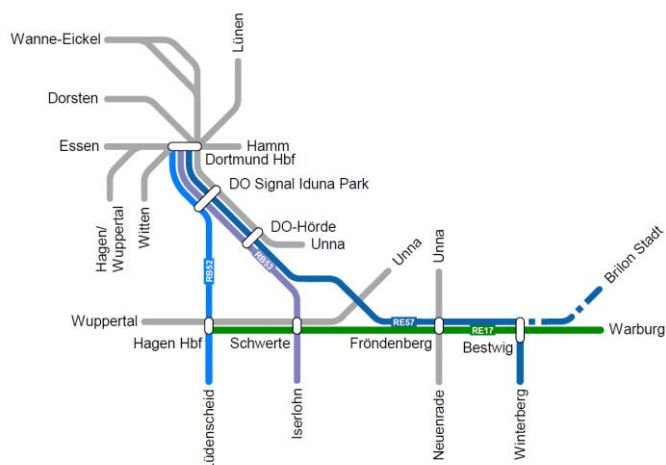 Wanne-Eickel
Lünen
Dorsten
Essen
Hamm
Dortmund Hbf
DO Signal Iduna Park
Hagen/
Wuppertal
Witten
DO-Hörde
Unna
RB52
RB53
Unna
Unna
Brilon Stadt
Wuppertal
RE57
RE17
Warburg
Hagen Hbf
Schwerte
Fröndenberg
Bestwig
Lüdenscheid
Iserlohn
Neuenrade
Winterberg